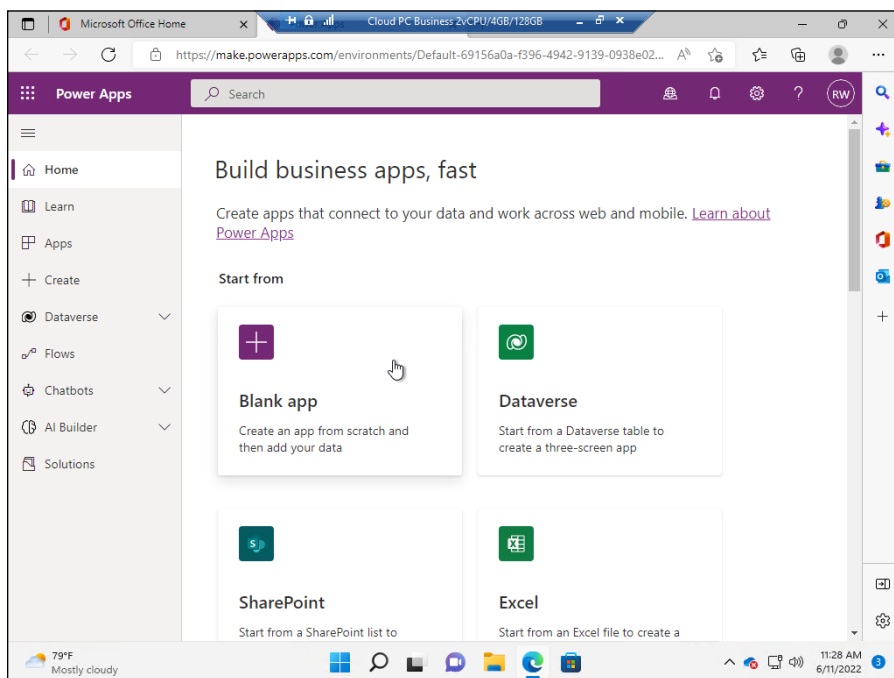 Microsoft Office Home
Cloud PC Business 2vCPU/4GB/128GB
https://make.powerapps.com/environments/Default-69156a0a-f396-4942-9139-0938e02...
Power Apps
Search
RW
Home
Learn
Apps
Create
Dataverse
Flows
Chatbots
AI Builder
Solutions
Build business apps, fast
Create apps that connect to your data and work across web and mobile. Learn about
Power Apps
Start from
Blank app
Create an app from scratch and
then add your data
Dataverse
Start from a Dataverse table to
create a three-screen app
SharePoint
Start from a SharePoint list to
Excel
Start from an Excel file to create a
79°F
Mostly cloudy
11:28 AM
6/11/2022
3